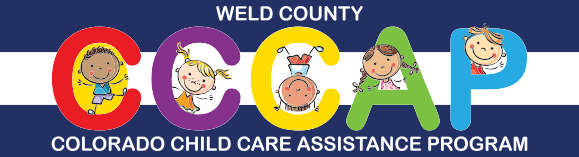 WELD COUNTY
CCCAP
COLORADO CHILD CARE ASSISTANCE PROGRAM